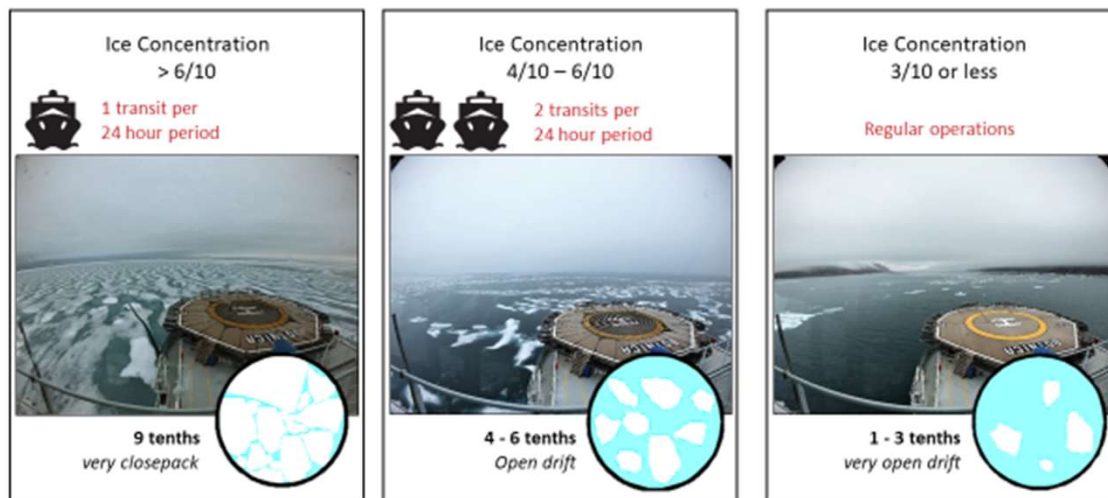 Ice Concentration
> 6/10
1 transit per
24 hour period
9 tenths
very closepack
Ice Concentration
4/10 – 6/10
2 transits per
24 hour period
4 - 6 tenths
Open drift
Ice Concentration
3/10 or less
Regular operations
H
1 - 3 tenths
very open drift